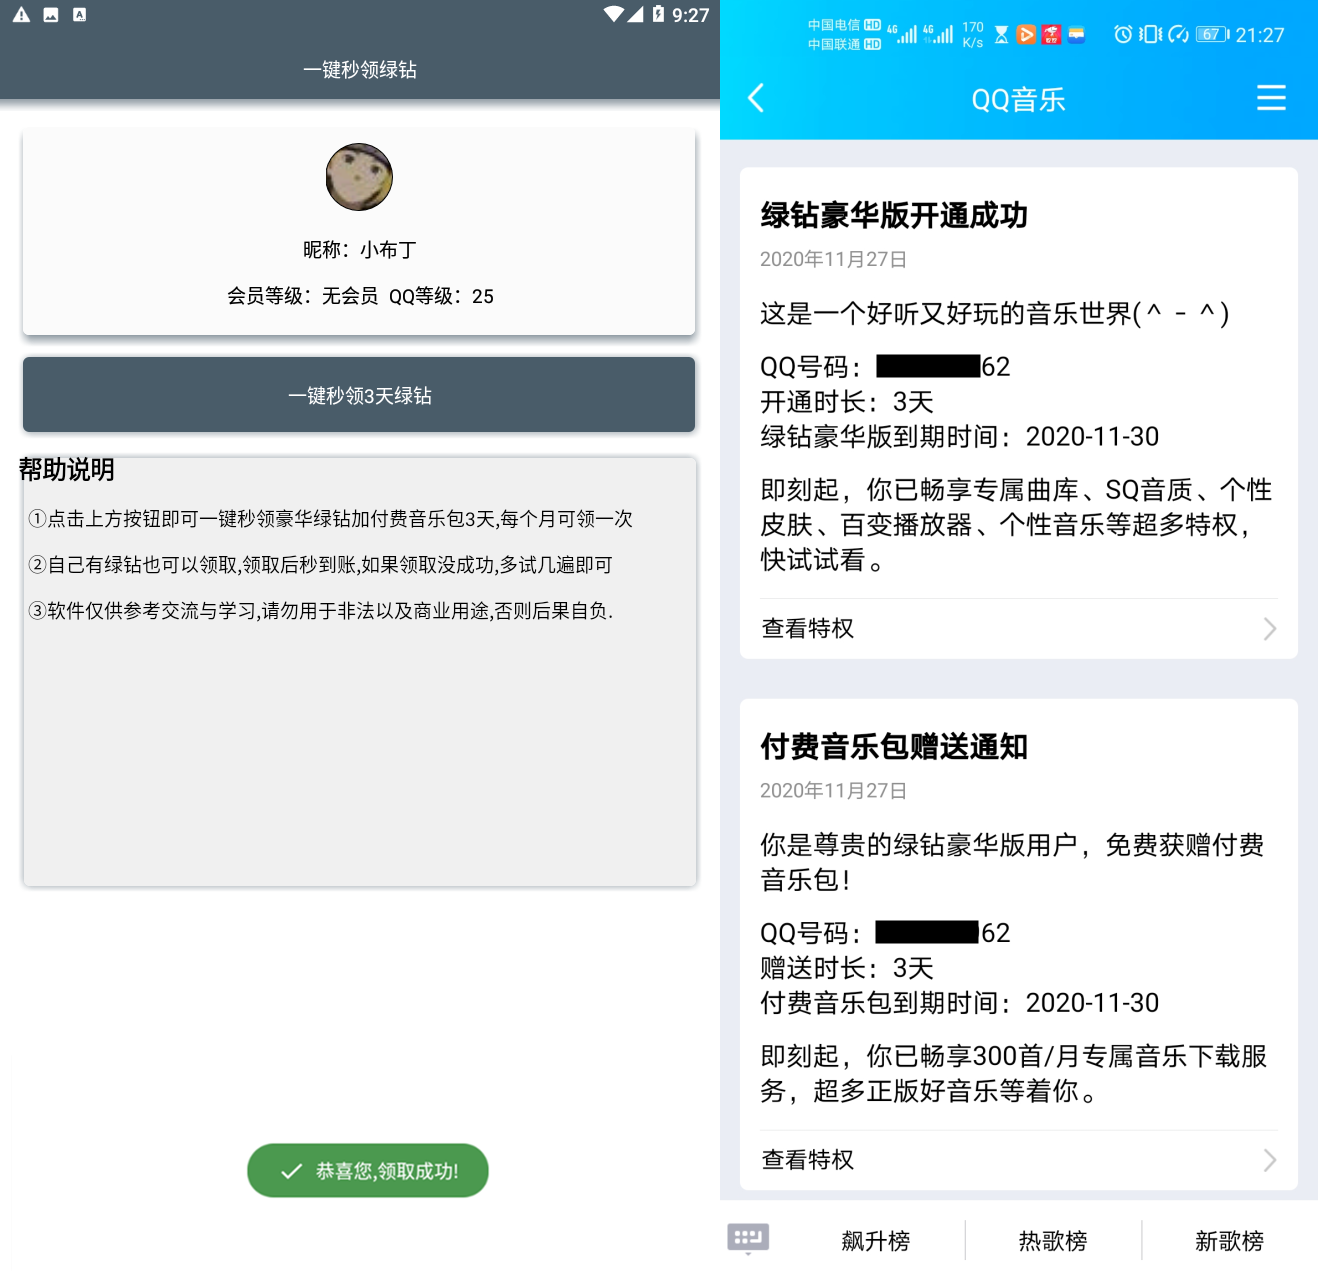 9:27
一键秒领绿钻
昵称：小布丁
会员等级：无会员 QQ等级：25
一键秒领3天绿钻
帮助说明
①点击上方按钮即可一键秒领豪华绿钻加付费音乐包3天,每个月可领一次
②自己有绿钻也可以领取,领取后秒到账,如果领取没成功,多试几遍即可
③软件仅供参考交流与学习,请勿用于非法以及商业用途,否则后果自负.
恭喜您,领取成功!
中国电信 HD 4G 4G 170 67 21:27
中国联通 HD K/s
QQ音乐
绿钻豪华版开通成功
2020年11月27日
这是一个好听又好玩的音乐世界(＾－＾)
QQ号码：62
开通时长：3天
绿钻豪华版到期时间：2020-11-30
即刻起，你已畅享专属曲库、SQ音质、个性
皮肤、百变播放器、个性音乐等超多特权，
快试试看。
查看特权
付费音乐包赠送通知
2020年11月27日
你是尊贵的绿钻豪华版用户，免费获赠付费
音乐包！
QQ号码：62
赠送时长：3天
付费音乐包到期时间：2020-11-30
即刻起，你已畅享300首/月专属音乐下载服
务，超多正版好音乐等着你。
查看特权
飙升榜 热歌榜 新歌榜